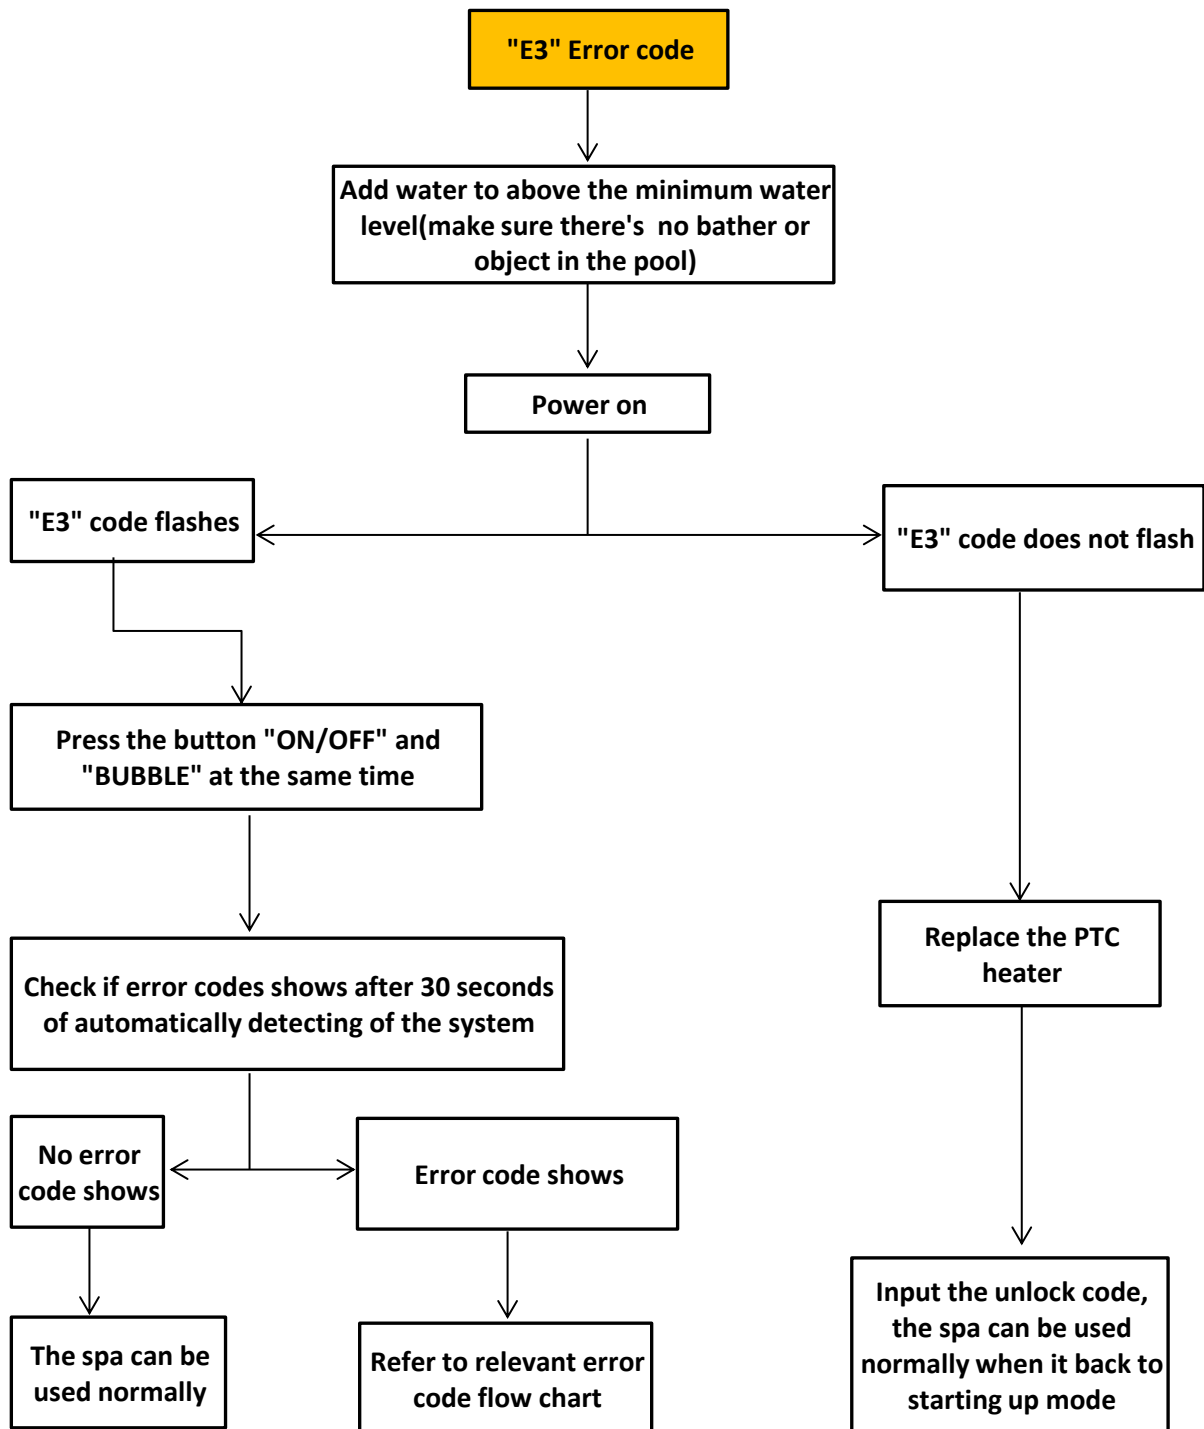 "E3" Error code
Add water to above the minimum water
level(make sure there's  no bather or
object in the pool)
Power on
"E3" code flashes
"E3" code does not flash
Press the button "ON/OFF" and
"BUBBLE" at the same time
Replace the PTC
heater
Check if error codes shows after 30 seconds
of automatically detecting of the system
No error
code shows
Error code shows
The spa can be
used normally
Refer to relevant error
code flow chart
Input the unlock code,
the spa can be used
normally when it back to
starting up mode